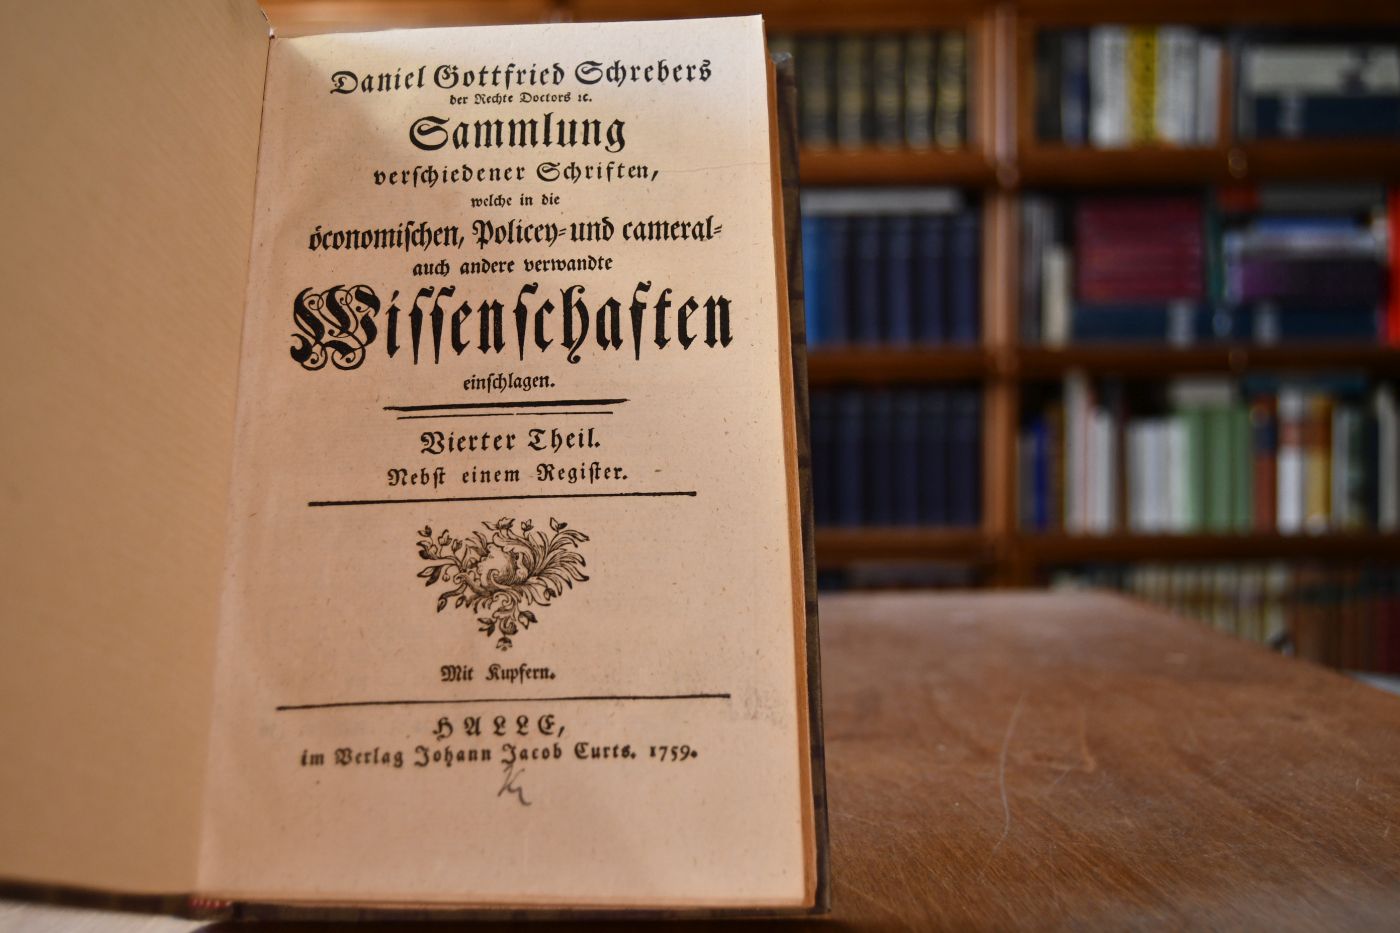 Daniel Gottfried Schrebers
der Rechte Doctors ꝛc.
Sammlung
verſchiedener Schriften,
welche in die
öconomiſchen, Policey⸗und cameral⸗
auch andere verwandte
Wiſſenſchaften
einſchlagen.
Vierter Theil.
Nebſt einem Regiſter.
Mit Kupfern.
HALLE,
im Verlag Johann Jacob Curts. 1759.